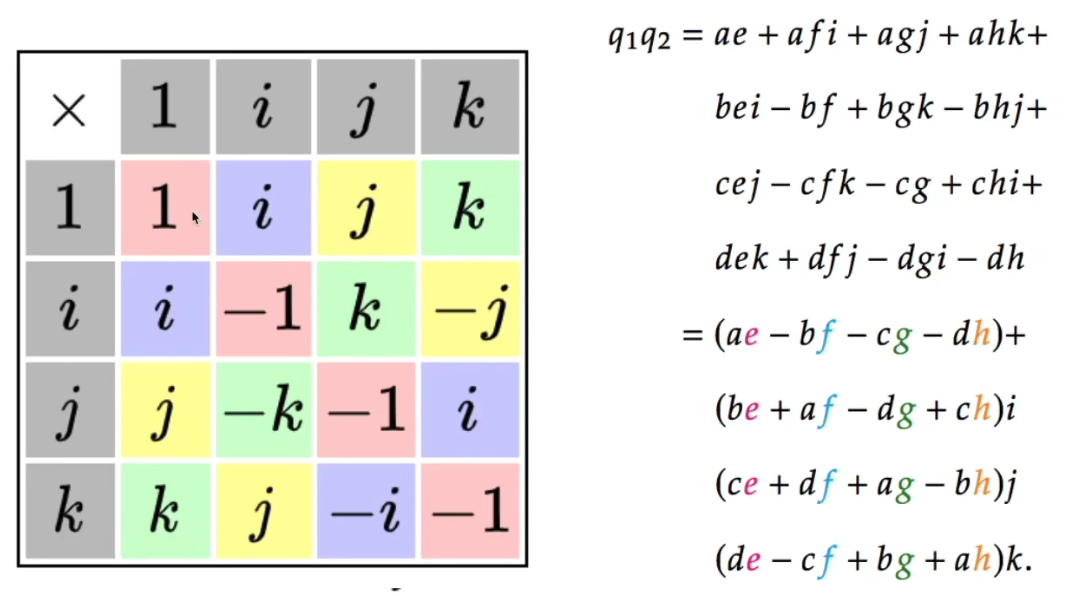 × 1 i j k
1 1 i j k
i i −1 k −j
j j −k −1 i
k k j −i −1
q₁q₂ = ae + afi + agj + ahk+
bei − bf + bgk − bhj+
cej − cfk − cg + chi+
dek + dfj − dgi − dh
= (ae − bf − cg − dh)+
(be + af − dg + ch)i
(ce + df + ag − bh)j
(de − cf + bg + ah)k.